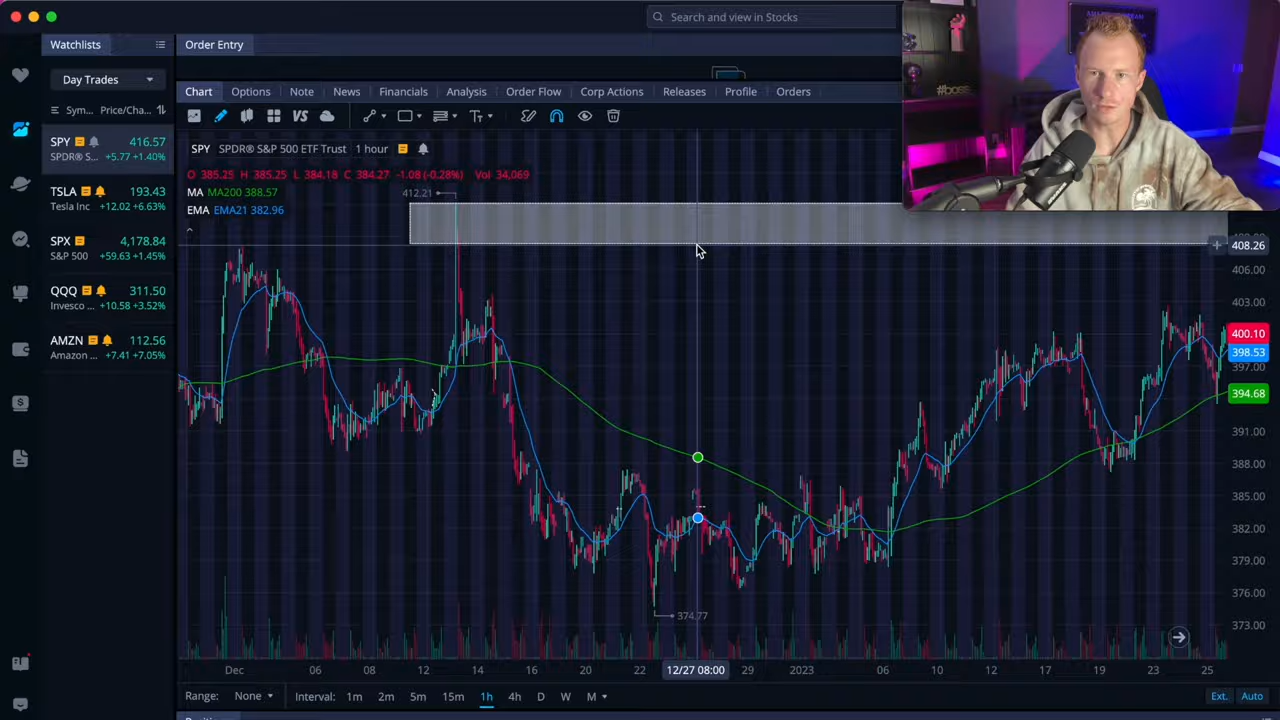 Search and view in Stocks
Watchlists
Order Entry
Day Trades
Chart Options Note News Financials Analysis Order Flow Corp Actions Releases Profile Orders
Sym... Price/Cha...
VS
SPY 416.57
SPDR® S... +5.77 +1.40%
TSLA 193.43
Tesla Inc +12.02 +6.63%
SPX 4,178.84
S&P 500 +59.63 +1.45%
QQQ 311.50
Invesco ... +10.58 +3.52%
AMZN 112.56
Amazon ... +7.41 +7.05%
SPY SPDR® S&P 500 ETF Trust 1 hour
O 385.25 H 385.25 L 384.18 C 384.27 -1.08 (-0.28%) Vol 34,069
MA MA200 388.57
EMA EMA21 382.96
412.21
374.77
#boss
408.26
406.00
403.00
400.10
398.53
397.00
394.68
391.00
388.00
385.00
382.00
379.00
376.00
373.00
Dec 06 08 12 14 16 20 22 12/27 08:00 29 2023 06 10 12 17 19 23 25
Range: None Interval: 1m 2m 5m 15m 1h 4h D W M Ext. Auto